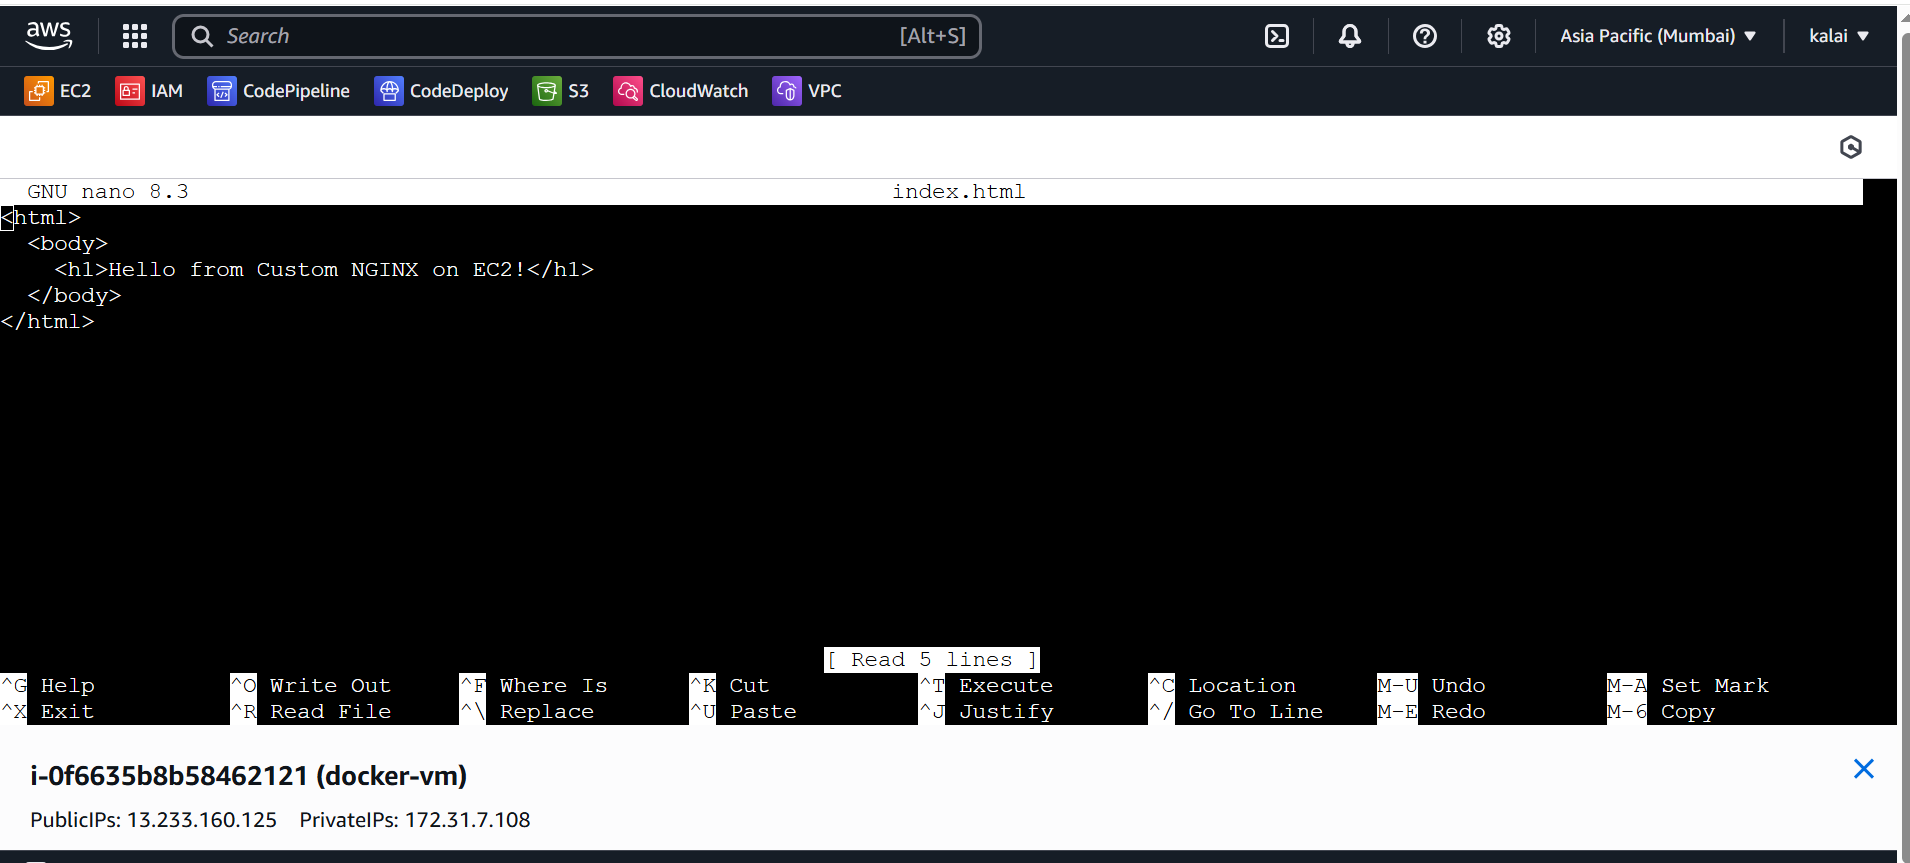 aws Search [Alt+S] Asia Pacific (Mumbai) kalai
EC2 IAM CodePipeline CodeDeploy S3 CloudWatch VPC
GNU nano 8.3 index.html
<html>
  <body>
    <h1>Hello from Custom NGINX on EC2!</h1>
  </body>
</html>
[ Read 5 lines ]
^G Help ^O Write Out ^F Where Is ^K Cut ^T Execute ^C Location M-U Undo M-A Set Mark
^X Exit ^R Read File ^\ Replace ^U Paste ^J Justify ^/ Go To Line M-E Redo M-6 Copy
i-0f6635b8b58462121 (docker-vm)
PublicIPs: 13.233.160.125 PrivateIPs: 172.31.7.108